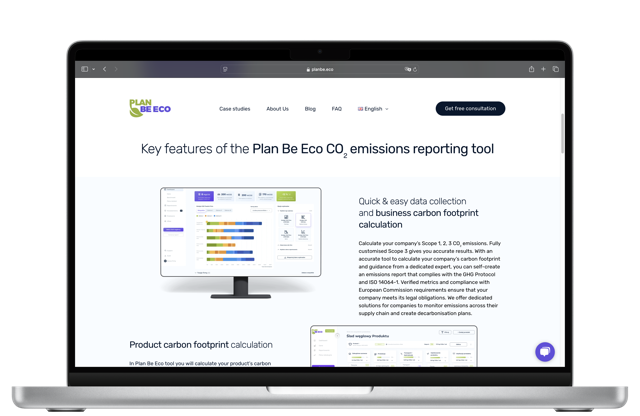 planbe.eco
PLAN
BE ECO
Case studies
About Us
Blog
FAQ
English
Get free consultation
Key features of the Plan Be Eco CO2 emissions reporting tool
Quick & easy data collection
and business carbon footprint
calculation
Calculate your company's Scope 1, 2, 3 CO2 emissions. Fully
customised Scope 3 gives you accurate results. With an
accurate tool to calculate your company's carbon footprint
and guidance from a dedicated expert, you can self-create
an emissions report that complies with the GHG Protocol
and ISO 14064-1. Verified metrics and compliance with
European Commission requirements ensure that your
company meets its legal obligations. We offer dedicated
solutions for companies to monitor emissions across their
supply chain and create decarbonisation plans.
Product carbon footprint calculation
In Plan Be Eco tool you will calculate your product's carbon
Ślad węglowy Produktu